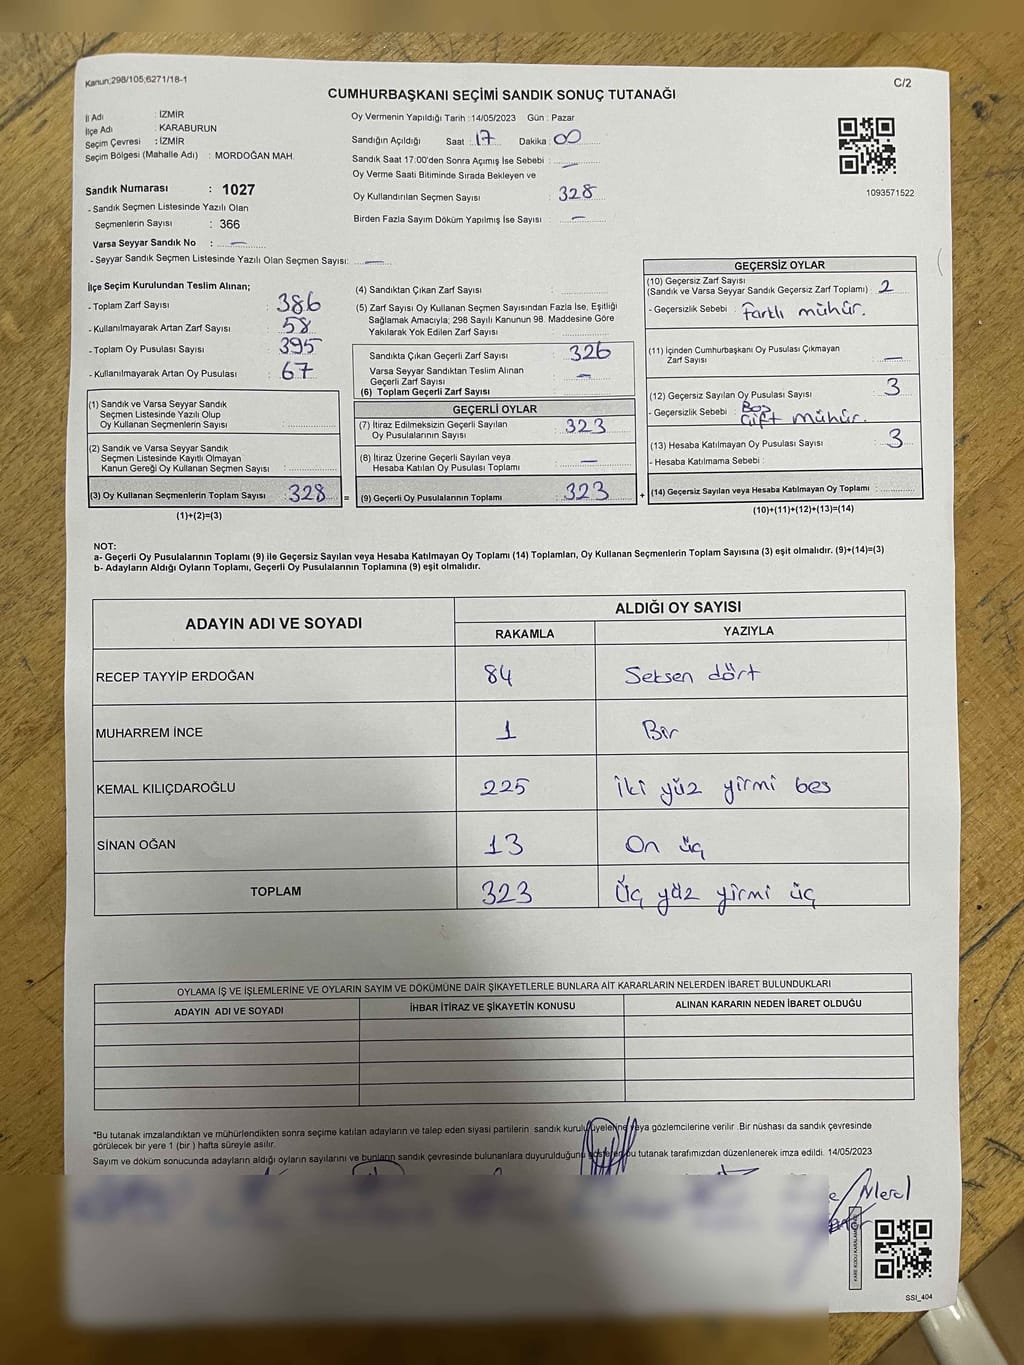 Kanun:298/105;6271/18-1
C/2
CUMHURBAŞKANI SEÇİMİ SANDIK SONUÇ TUTANAĞI
İl Adı : İZMİR
İlçe Adı : KARABURUN
Seçim Çevresi : İZMİR
Seçim Bölgesi (Mahalle Adı) : MORDOĞAN MAH.
Sandık Numarası : 1027
- Sandık Seçmen Listesinde Yazılı Olan
Seçmenlerin Sayısı : 366
Varsa Seyyar Sandık No : —
- Seyyar Sandık Seçmen Listesinde Yazılı Olan Seçmen Sayısı: —
Oy Vermenin Yapıldığı Tarih : 14/05/2023 Gün : Pazar
Sandığın Açıldığı Saat : 17 Dakika : 00
Sandık Saat 17:00'den Sonra Açımış İse Sebebi : —
Oy Verme Saati Bitiminde Sırada Bekleyen ve
Oy Kullandırılan Seçmen Sayısı : 328
Birden Fazla Sayım Döküm Yapılmış İse Sayısı : —
1093571522
İlçe Seçim Kurulundan Teslim Alınan;
- Toplam Zarf Sayısı : 386
- Kullanılmayarak Artan Zarf Sayısı : 58
- Toplam Oy Pusulası Sayısı : 395
- Kullanılmayarak Artan Oy Pusulası : 67
(1) Sandık ve Varsa Seyyar Sandık
Seçmen Listesinde Yazılı Olup
Oy Kullanan Seçmenlerin Sayısı :
(2) Sandık ve Varsa Seyyar Sandık
Seçmen Listesinde Kayıtlı Olmayan
Kanun Gereği Oy Kullanan Seçmen Sayısı :
(3) Oy Kullanan Seçmenlerin Toplam Sayısı : 328 =
(1)+(2)=(3)
(4) Sandıktan Çıkan Zarf Sayısı :
(5) Zarf Sayısı Oy Kullanan Seçmen Sayısından Fazla İse, Eşitliği
Sağlamak Amacıyla; 298 Sayılı Kanunun 98. Maddesine Göre
Yakılarak Yok Edilen Zarf Sayısı :
Sandıkta Çıkan Geçerli Zarf Sayısı : 326
Varsa Seyyar Sandıktan Teslim Alınan
Geçerli Zarf Sayısı : —
(6) Toplam Geçerli Zarf Sayısı :
GEÇERLİ OYLAR
(7) İtiraz Edilmeksizin Geçerli Sayılan
Oy Pusulalarının Sayısı : 323
(8) İtiraz Üzerine Geçerli Sayılan veya
Hesaba Katılan Oy Pusulası Toplamı : —
(9) Geçerli Oy Pusulalarının Toplamı : 323 +
GEÇERSİZ OYLAR
(10) Geçersiz Zarf Sayısı
(Sandık ve Varsa Seyyar Sandık Geçersiz Zarf Toplamı) : 2
- Geçersizlik Sebebi : farklı mühür.
(11) İçinden Cumhurbaşkanı Oy Pusulası Çıkmayan
Zarf Sayısı : —
(12) Geçersiz Sayılan Oy Pusulası Sayısı : 3
- Geçersizlik Sebebi : Boş
Çift mühür.
(13) Hesaba Katılmayan Oy Pusulası Sayısı : 3
- Hesaba Katılmama Sebebi :
(14) Geçersiz Sayılan veya Hesaba Katılmayan Oy Toplamı :
(10)+(11)+(12)+(13)=(14)
NOT:
a- Geçerli Oy Pusulalarının Toplamı (9) ile Geçersiz Sayılan veya Hesaba Katılmayan Oy Toplamı (14) Toplamları, Oy Kullanan Seçmenlerin Toplam Sayısına (3) eşit olmalıdır. (9)+(14)=(3)
b- Adayların Aldığı Oyların Toplamı, Geçerli Oy Pusulalarının Toplamına (9) eşit olmalıdır.
ADAYIN ADI VE SOYADI
ALDIĞI OY SAYISI
RAKAMLA YAZIYLA
RECEP TAYYİP ERDOĞAN 84 Seksen dört
MUHARREM İNCE 1 Bir
KEMAL KILIÇDAROĞLU 225 iki yüz yirmi beş
SİNAN OĞAN 13 On üç
TOPLAM 323 Üç yüz yirmi üç
OYLAMA İŞ VE İŞLEMLERİNE VE OYLARIN SAYIM VE DÖKÜMÜNE DAİR ŞİKAYETLERLE BUNLARA AİT KARARLARIN NELERDEN İBARET BULUNDUKLARI
ADAYIN ADI VE SOYADI İHBAR İTİRAZ VE ŞİKAYETİN KONUSU ALINAN KARARIN NEDEN İBARET OLDUĞU
*Bu tutanak imzalandıktan ve mühürlendikten sonra seçime katılan adayların ve talep eden siyasi partilerin sandık kurulu üyelerine veya gözlemcilerine verilir. Bir nüshası da sandık çevresinde
görülecek bir yere 1 (bir) hafta süreyle asılır.
Sayım ve döküm sonucunda adayların aldığı oyların sayılarını ve bunların sandık çevresinde bulunanlara duyurulduğunu gösteren bu tutanak tarafımızdan düzenlenerek imza edildi. 14/05/2023
Meral
SSI_404